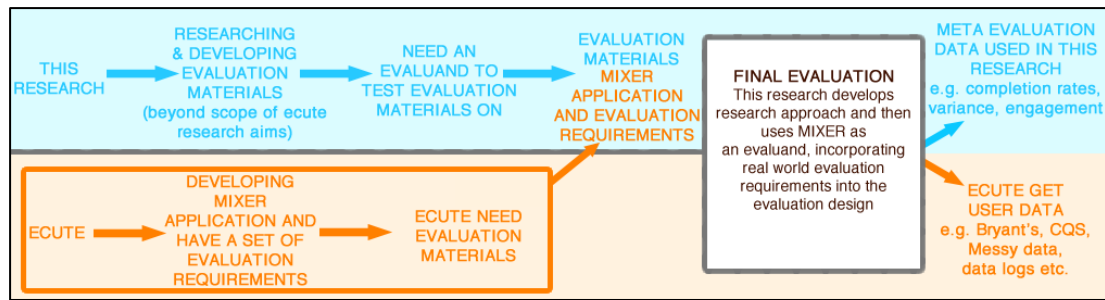 THIS
RESEARCH
RESEARCHING
& DEVELOPING
EVALUATION
MATERIALS
(beyond scope of ecute
research aims)
NEED AN
EVALUAND TO
TEST EVALUATION
MATERIALS ON
EVALUATION
MATERIALS
MIXER
APPLICATION
AND EVALUATION
REQUIREMENTS
FINAL EVALUATION
This research develops
research approach and then
uses MIXER as
an evaluand, incorporating
real world evaluation
requirements into the
evaluation design
META EVALUATION
DATA USED IN THIS
RESEARCH
e.g. completion rates,
variance, engagement
ECUTE
DEVELOPING
MIXER
APPLICATION AND
HAVE A SET OF
EVALUATION
REQUIREMENTS
ECUTE NEED
EVALUATION
MATERIALS
ECUTE GET
USER DATA
e.g. Bryant's, CQS,
Messy data,
data logs etc.